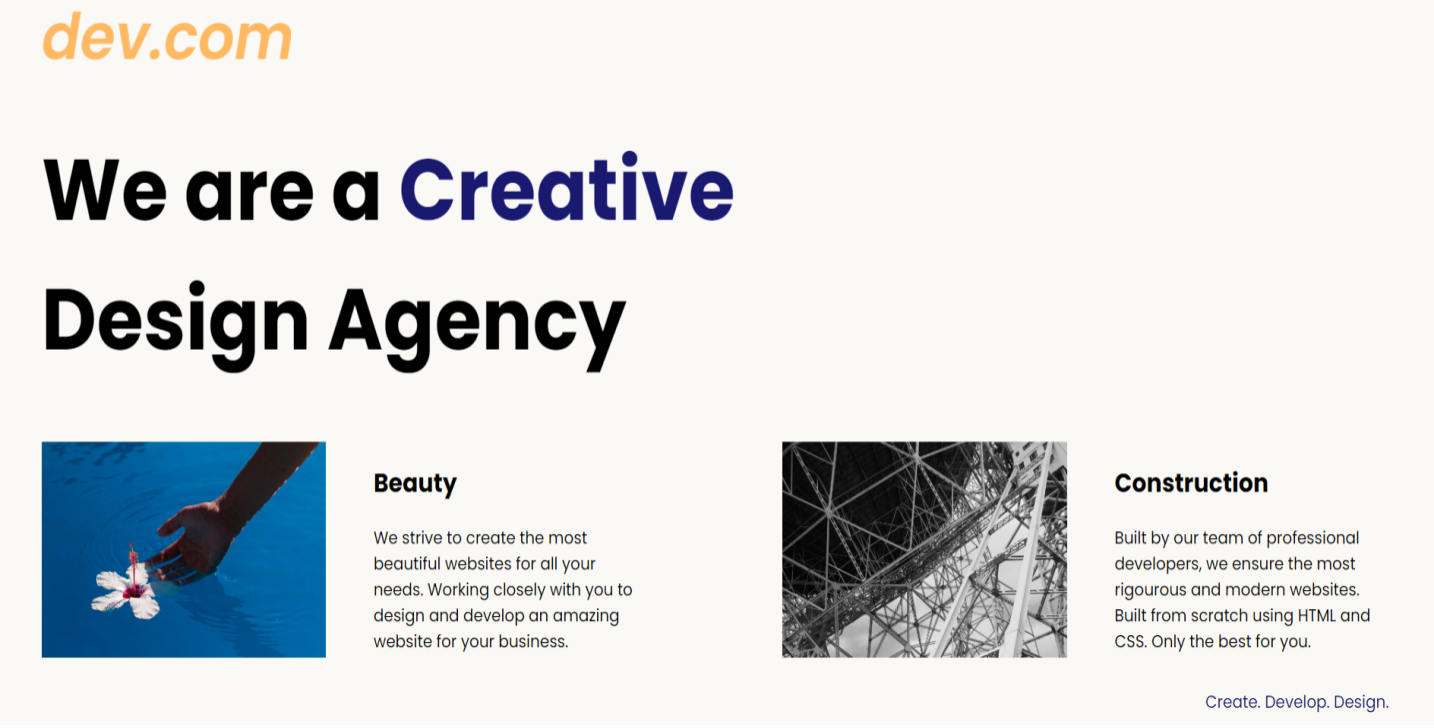 dev.com
We are a Creative
Design Agency
Beauty
We strive to create the most
beautiful websites for all your
needs. Working closely with you to
design and develop an amazing
website for your business.
Construction
Built by our team of professional
developers, we ensure the most
rigourous and modern websites.
Built from scratch using HTML and
CSS. Only the best for you.
Create. Develop. Design.